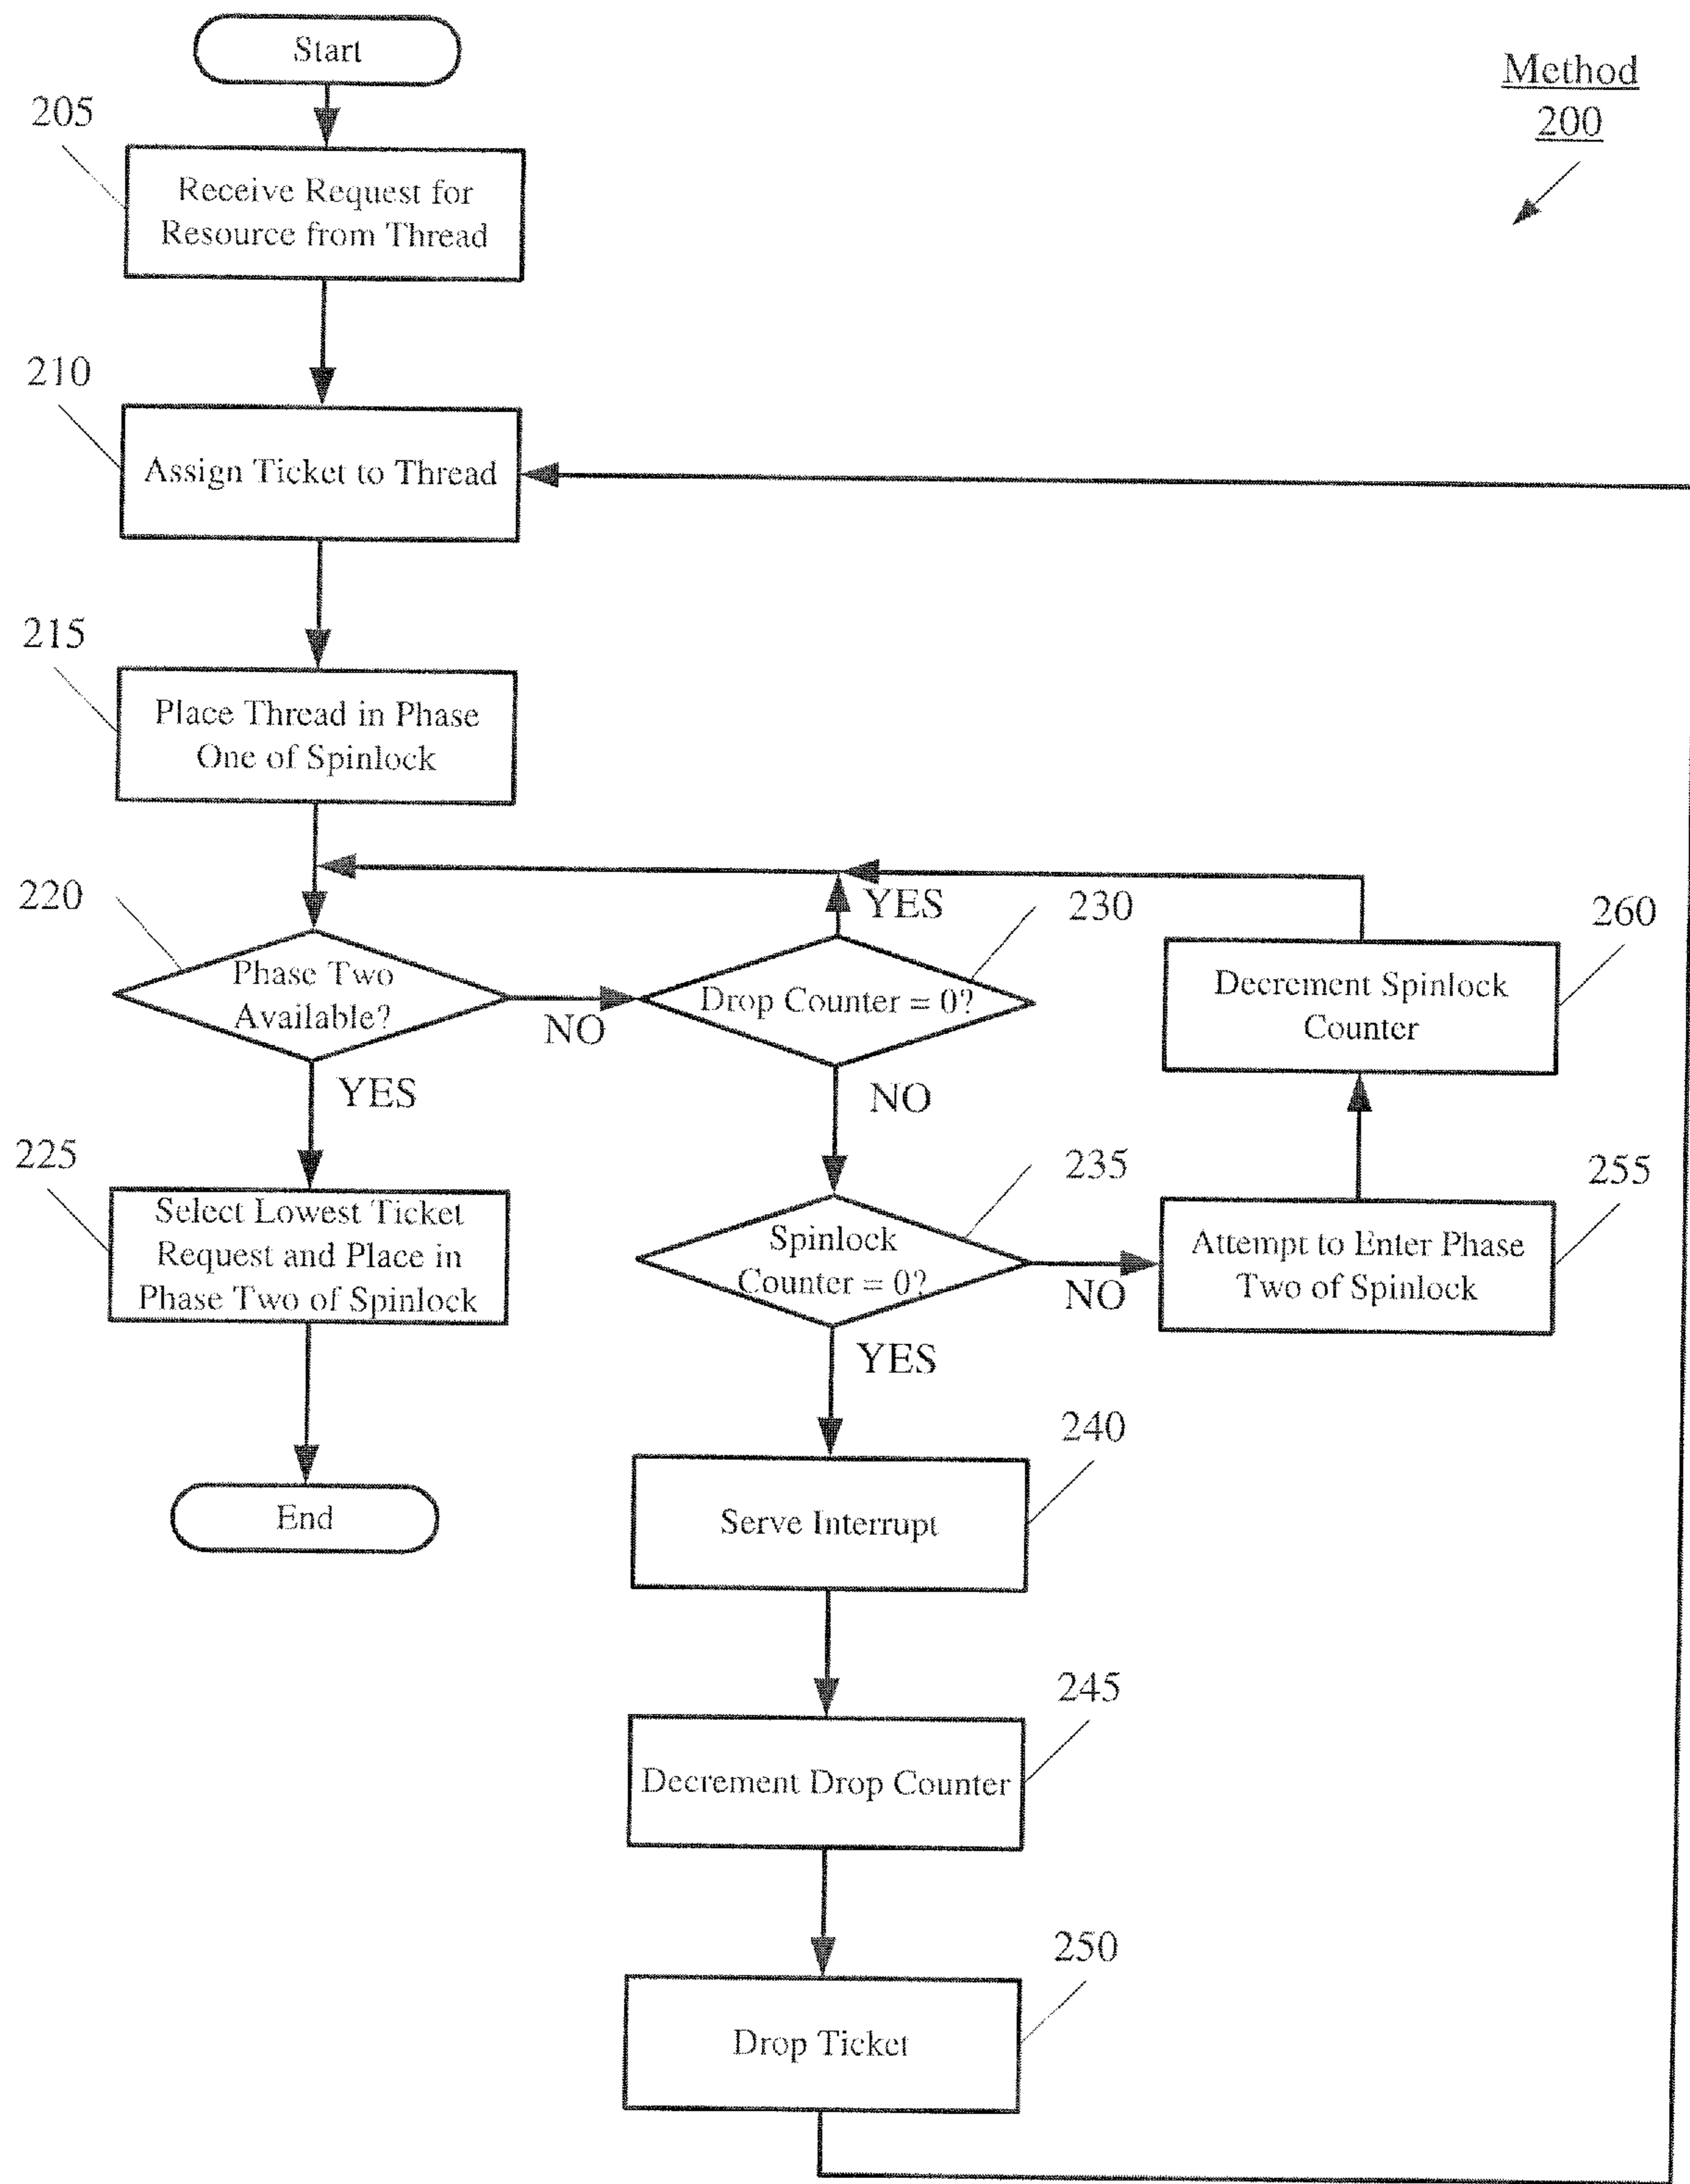 Start
Method
200
205
Receive Request for
Resource from Thread
210
Assign Ticket to Thread
215
Place Thread in Phase
One of Spinlock
220
Phase Two
Available?
NO
YES
230
Drop Counter = 0?
YES
NO
260
Decrement Spinlock
Counter
225
Select Lowest Ticket
Request and Place in
Phase Two of Spinlock
235
Spinlock
Counter = 0?
NO
YES
255
Attempt to Enter Phase
Two of Spinlock
End
240
Serve Interrupt
245
Decrement Drop Counter
250
Drop Ticket